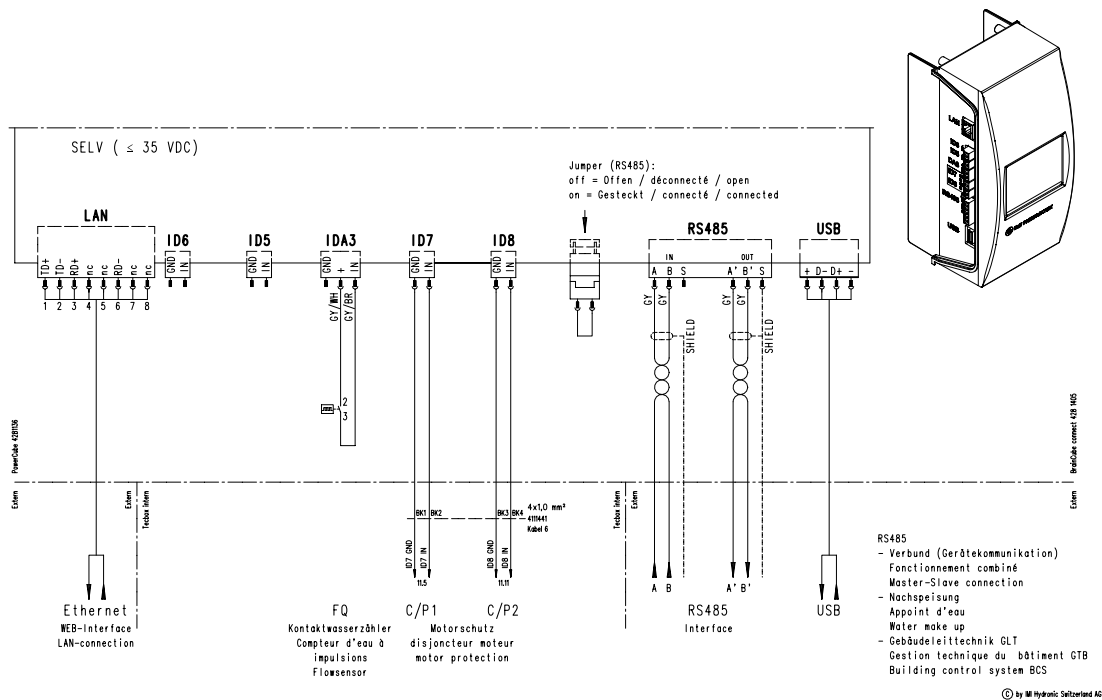 SELV ( ≤ 35 VDC)
Jumper (RS485):
off = Offen / déconnecté / open
on = Gesteckt / connecté / connected
LAN
ID6
ID5
IDA3
ID7
ID8
RS485
USB
TD+
TD-
RD+
nc
nc
RD-
nc
nc
GND
IN
GND
IN
GND
+
IN
GND
IN
GND
IN
IN
OUT
A B S
A' B' S
+ D- D+ -
1 2 3 4 5 6 7 8
GY/WH
GY/BR
GY
GY
GY
GY
SHIELD
SHIELD
2
3
PowerCube 4281136
BrainCube connect 428 1405
Extern
Tecbox intern
Tecbox intern
Extern
Extern
BK1
BK2
BK3
BK4
4x1,0 mm²
4111441
Kabel 6
ID7 GND
ID7 IN
ID8 GND
ID8 IN
11.5
11.11
A B
A' B'
Ethernet
WEB-Interface
LAN-connection
FQ
Kontaktwasserzähler
Compteur d'eau à
impulsions
Flowsensor
C/P1
C/P2
Motorschutz
disjoncteur moteur
motor protection
RS485
Interface
USB
RS485
- Verbund (Gerätekommunikation)
Fonctionnement combiné
Master-Slave connection
- Nachspeisung
Appoint d'eau
Water make up
- Gebäudeleittechnik GLT
Gestion technique du bâtiment GTB
Building control system BCS
LAN
RS485
USB
© by IMI Hydronic Switzerland AG